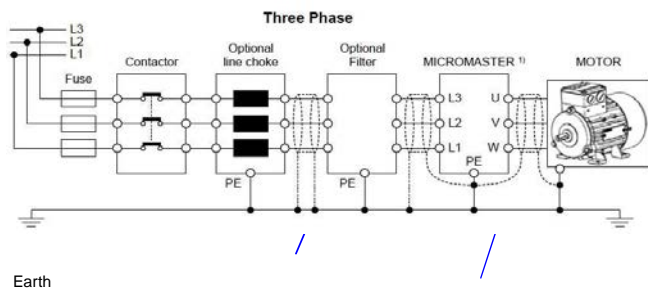 Three Phase
L3
L2
L1
Fuse
Contactor
Optional line choke
Optional Filter
MICROMASTER 1)
MOTOR
L3 U
L2 V
L1 W
PE
PE
PE
Earth